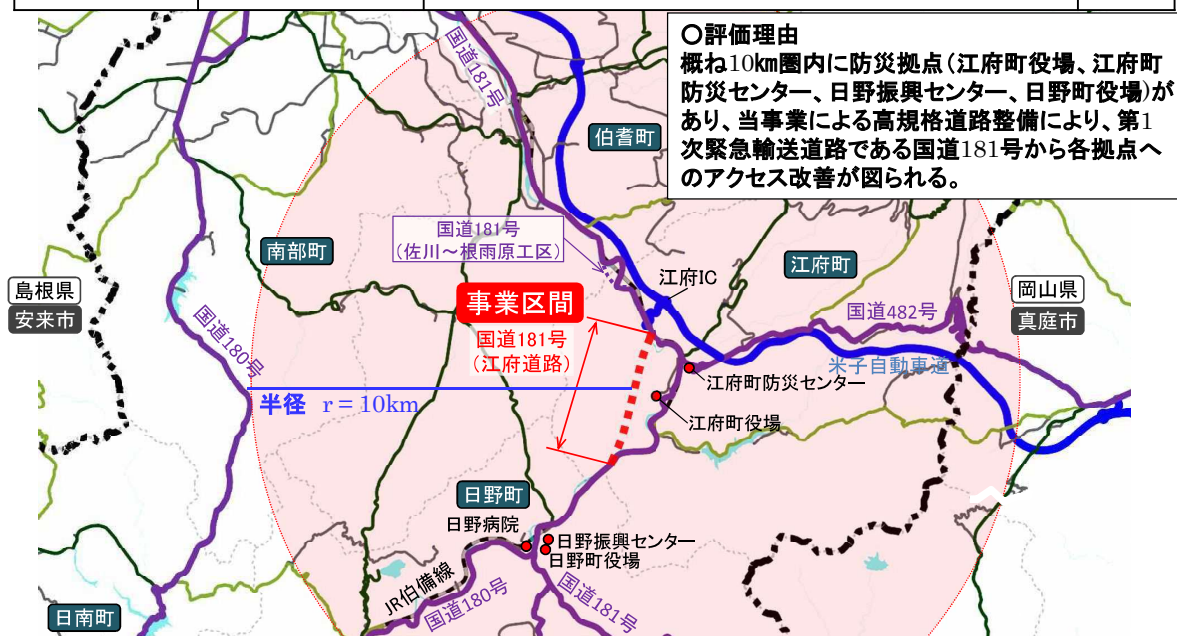 ○評価理由
概ね10km圏内に防災拠点(江府町役場、江府町
防災センター、日野振興センター、日野町役場)が
あり、当事業による高規格道路整備により、第1
次緊急輸送道路である国道181号から各拠点へ
のアクセス改善が図られる。
国道181号
伯耆町
国道181号
(佐川~根雨原工区)
南部町
江府町
江府IC
島根県
安来市
岡山県
真庭市
事業区間
国道482号
国道180号
国道181号
(江府道路)
米子自動車道
江府町防災センター
半径 r = 10km
江府町役場
日野町
日野病院
日野振興センター
日野町役場
JR伯備線
国道180号
国道181号
日南町